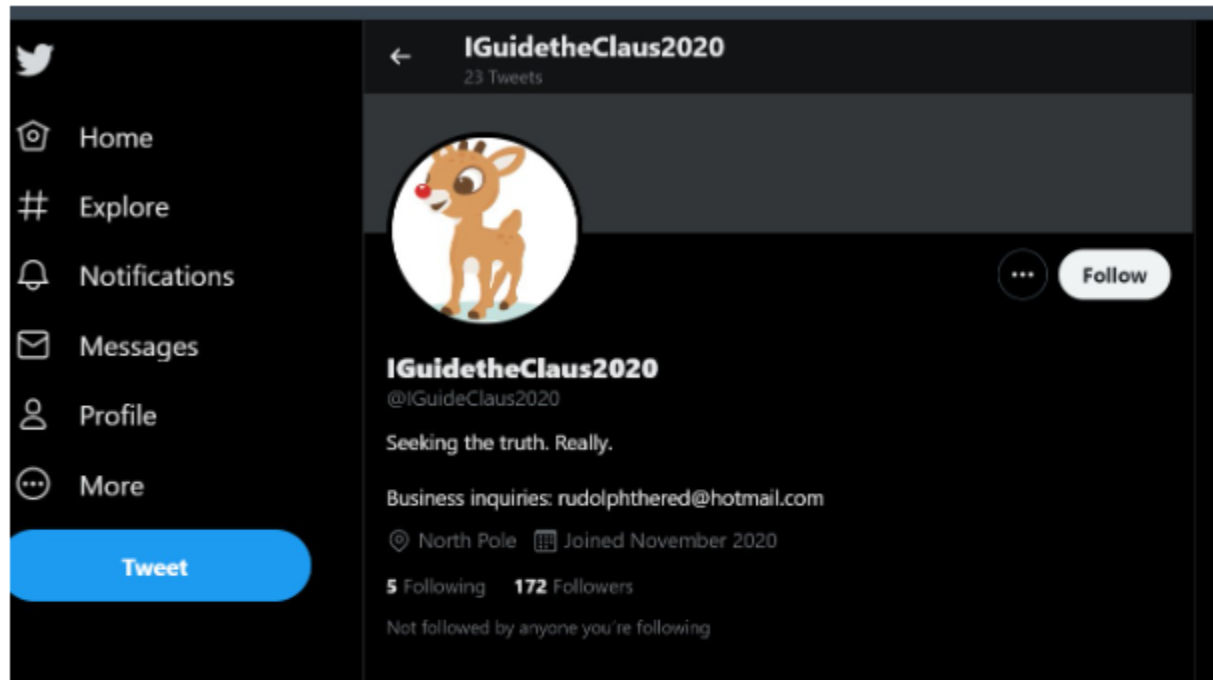 IGuidetheClaus2020
23 Tweets
Home
Explore
Notifications
Messages
Profile
More
Tweet
Follow
IGuidetheClaus2020
@IGuideClaus2020
Seeking the truth. Really.
Business inquiries: rudolphthered@hotmail.com
North Pole Joined November 2020
5 Following 172 Followers
Not followed by anyone you're following